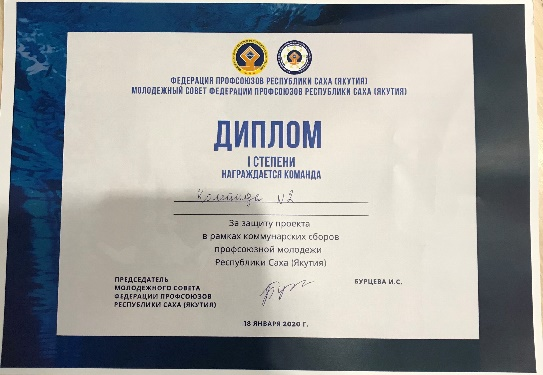 ФЕДЕРАЦИЯ ПРОФСОЮЗОВ РЕСПУБЛИКИ САХА (ЯКУТИЯ)
МОЛОДЕЖНЫЙ СОВЕТ ФЕДЕРАЦИИ ПРОФСОЮЗОВ РЕСПУБЛИКИ САХА (ЯКУТИЯ)
ДИПЛОМ
I СТЕПЕНИ
НАГРАЖДАЕТСЯ КОМАНДА
Команда №2
За защиту проекта
в рамках коммунарских сборов
профсоюзной молодежи
Республики Саха (Якутия)
ПРЕДСЕДАТЕЛЬ
МОЛОДЕЖНОГО СОВЕТА
ФЕДЕРАЦИИ ПРОФСОЮЗОВ
РЕСПУБЛИКИ САХА (ЯКУТИЯ)
БУРЦЕВА И.С.
18 ЯНВАРЯ 2020 Г.